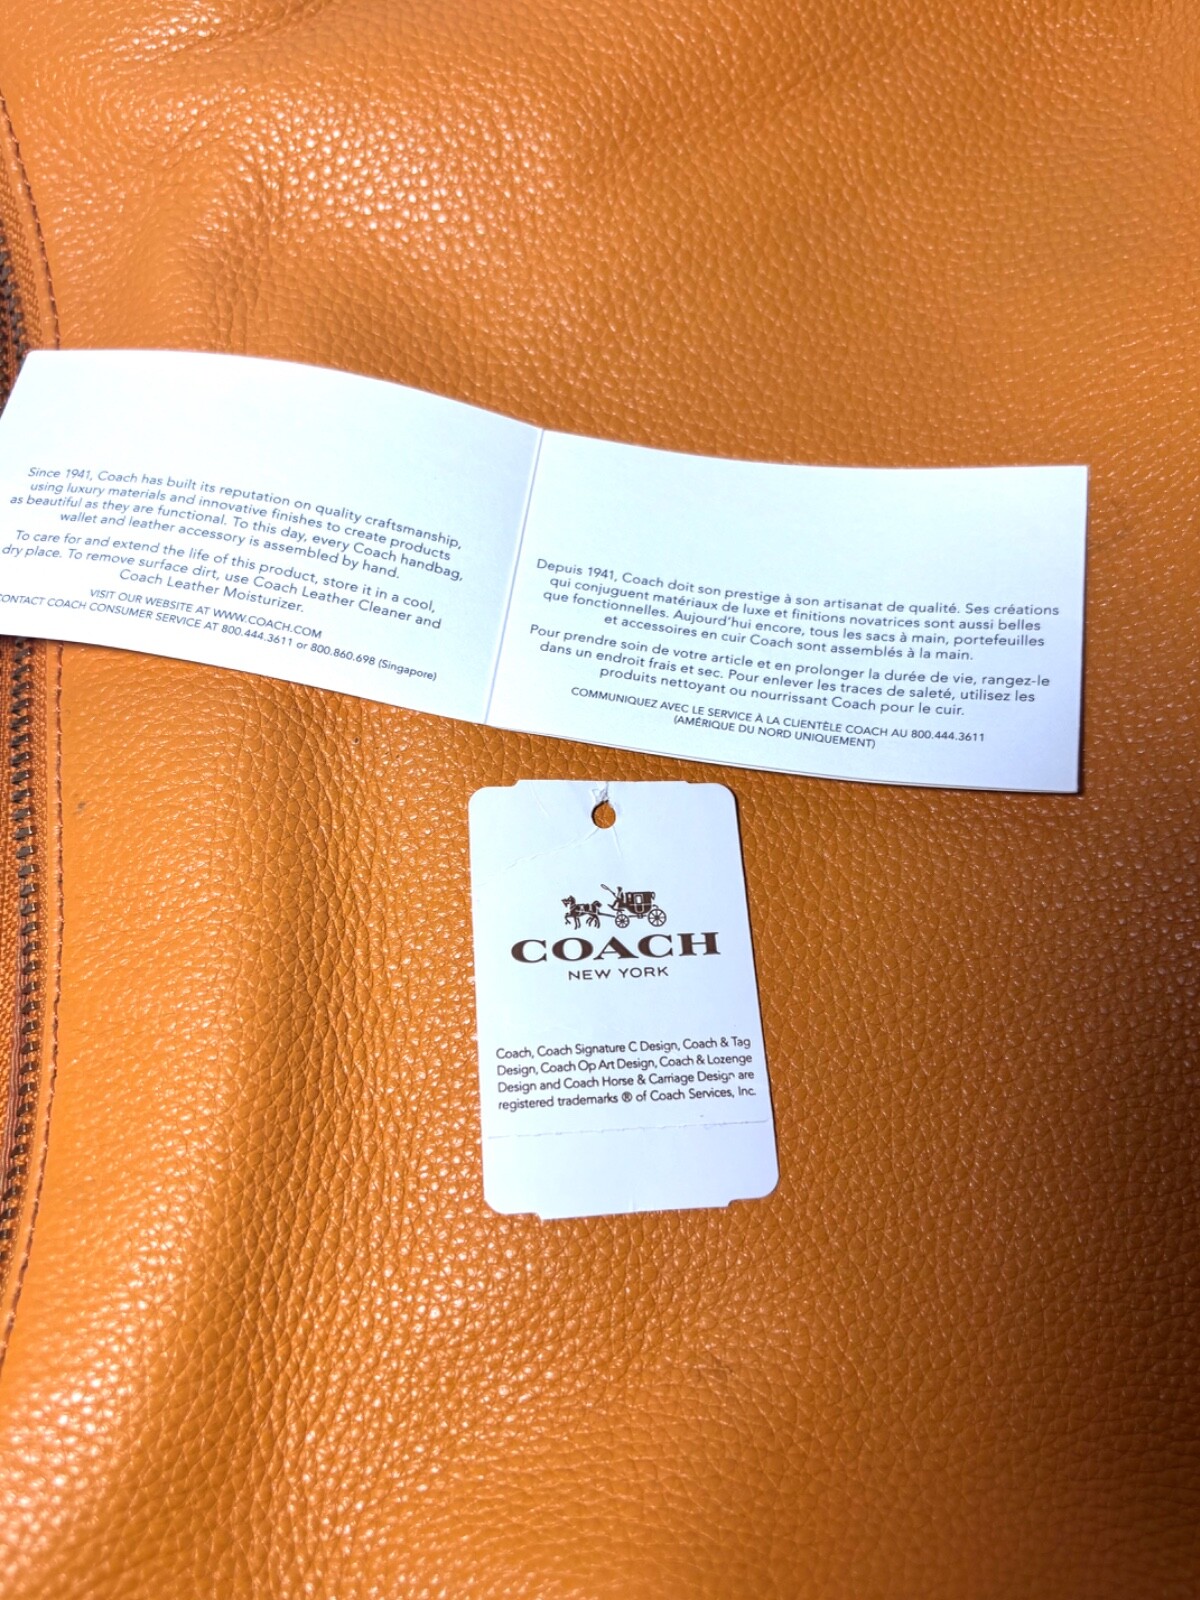 Since 1941, Coach has built its reputation on quality craftsmanship,
using luxury materials and innovative finishes to create products
as beautiful as they are functional. To this day, every Coach handbag,
wallet and leather accessory is assembled by hand.
To care for and extend the life of this product, store it in a cool,
dry place. To remove surface dirt, use Coach Leather Cleaner and
Coach Leather Moisturizer.
VISIT OUR WEBSITE AT WWW.COACH.COM
CONTACT COACH CONSUMER SERVICE AT 800.444.3611 or 800.860.698 (Singapore)
Depuis 1941, Coach doit son prestige à son artisanat de qualité. Ses créations
qui conjuguent matériaux de luxe et finitions novatrices sont aussi belles
que fonctionnelles. Aujourd'hui encore, tous les sacs à main, portefeuilles
et accessoires en cuir Coach sont assemblés à la main.
Pour prendre soin de votre article et en prolonger la durée de vie, rangez-le
dans un endroit frais et sec. Pour enlever les traces de saleté, utilisez les
produits nettoyant ou nourrissant Coach pour le cuir.
COMMUNIQUEZ AVEC LE SERVICE À LA CLIENTÈLE COACH AU 800.444.3611
(AMÉRIQUE DU NORD UNIQUEMENT)
COACH
NEW YORK
Coach, Coach Signature C Design, Coach & Tag
Design, Coach Op Art Design, Coach & Lozenge
Design and Coach Horse & Carriage Design are
registered trademarks ® of Coach Services, Inc.